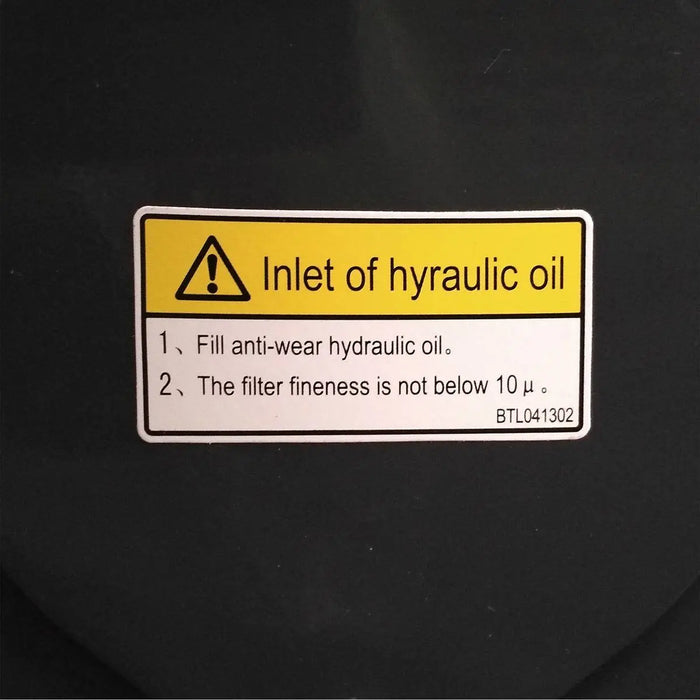 Inlet of hyraulic oil
1、Fill anti-wear hydraulic oil。
2、The filter fineness is not below 10 μ 。
BTL041302